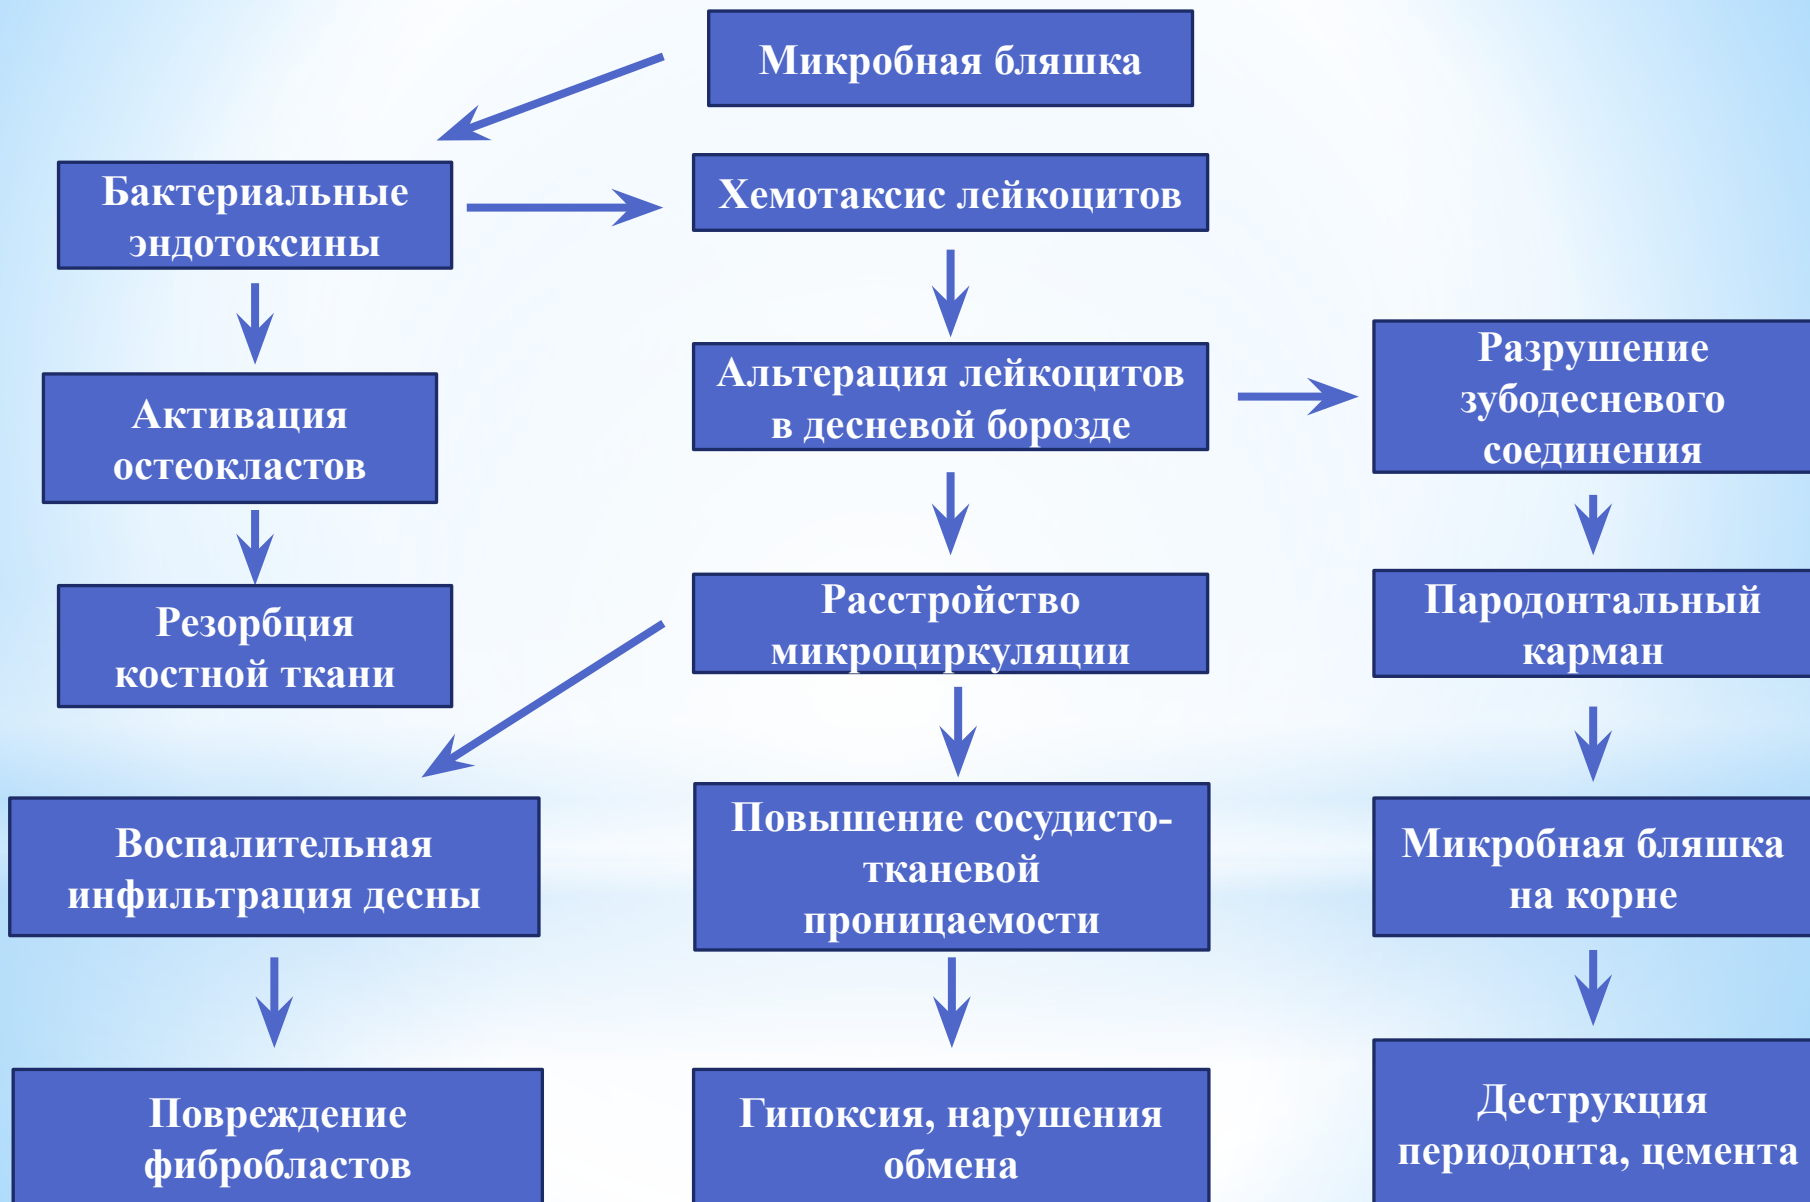 Микробная бляшка
Бактериальные
эндотоксины
Хемотаксис лейкоцитов
Активация
остеокластов
Альтерация лейкоцитов
в десневой борозде
Разрушение
зубодесневого
соединения
Резорбция
костной ткани
Расстройство
микроциркуляции
Пародонтальный
карман
Воспалительная
инфильтрация десны
Повышение сосудисто-
тканевой
проницаемости
Микробная бляшка
на корне
Повреждение
фибробластов
Гипоксия, нарушения
обмена
Деструкция
периодонта, цемента